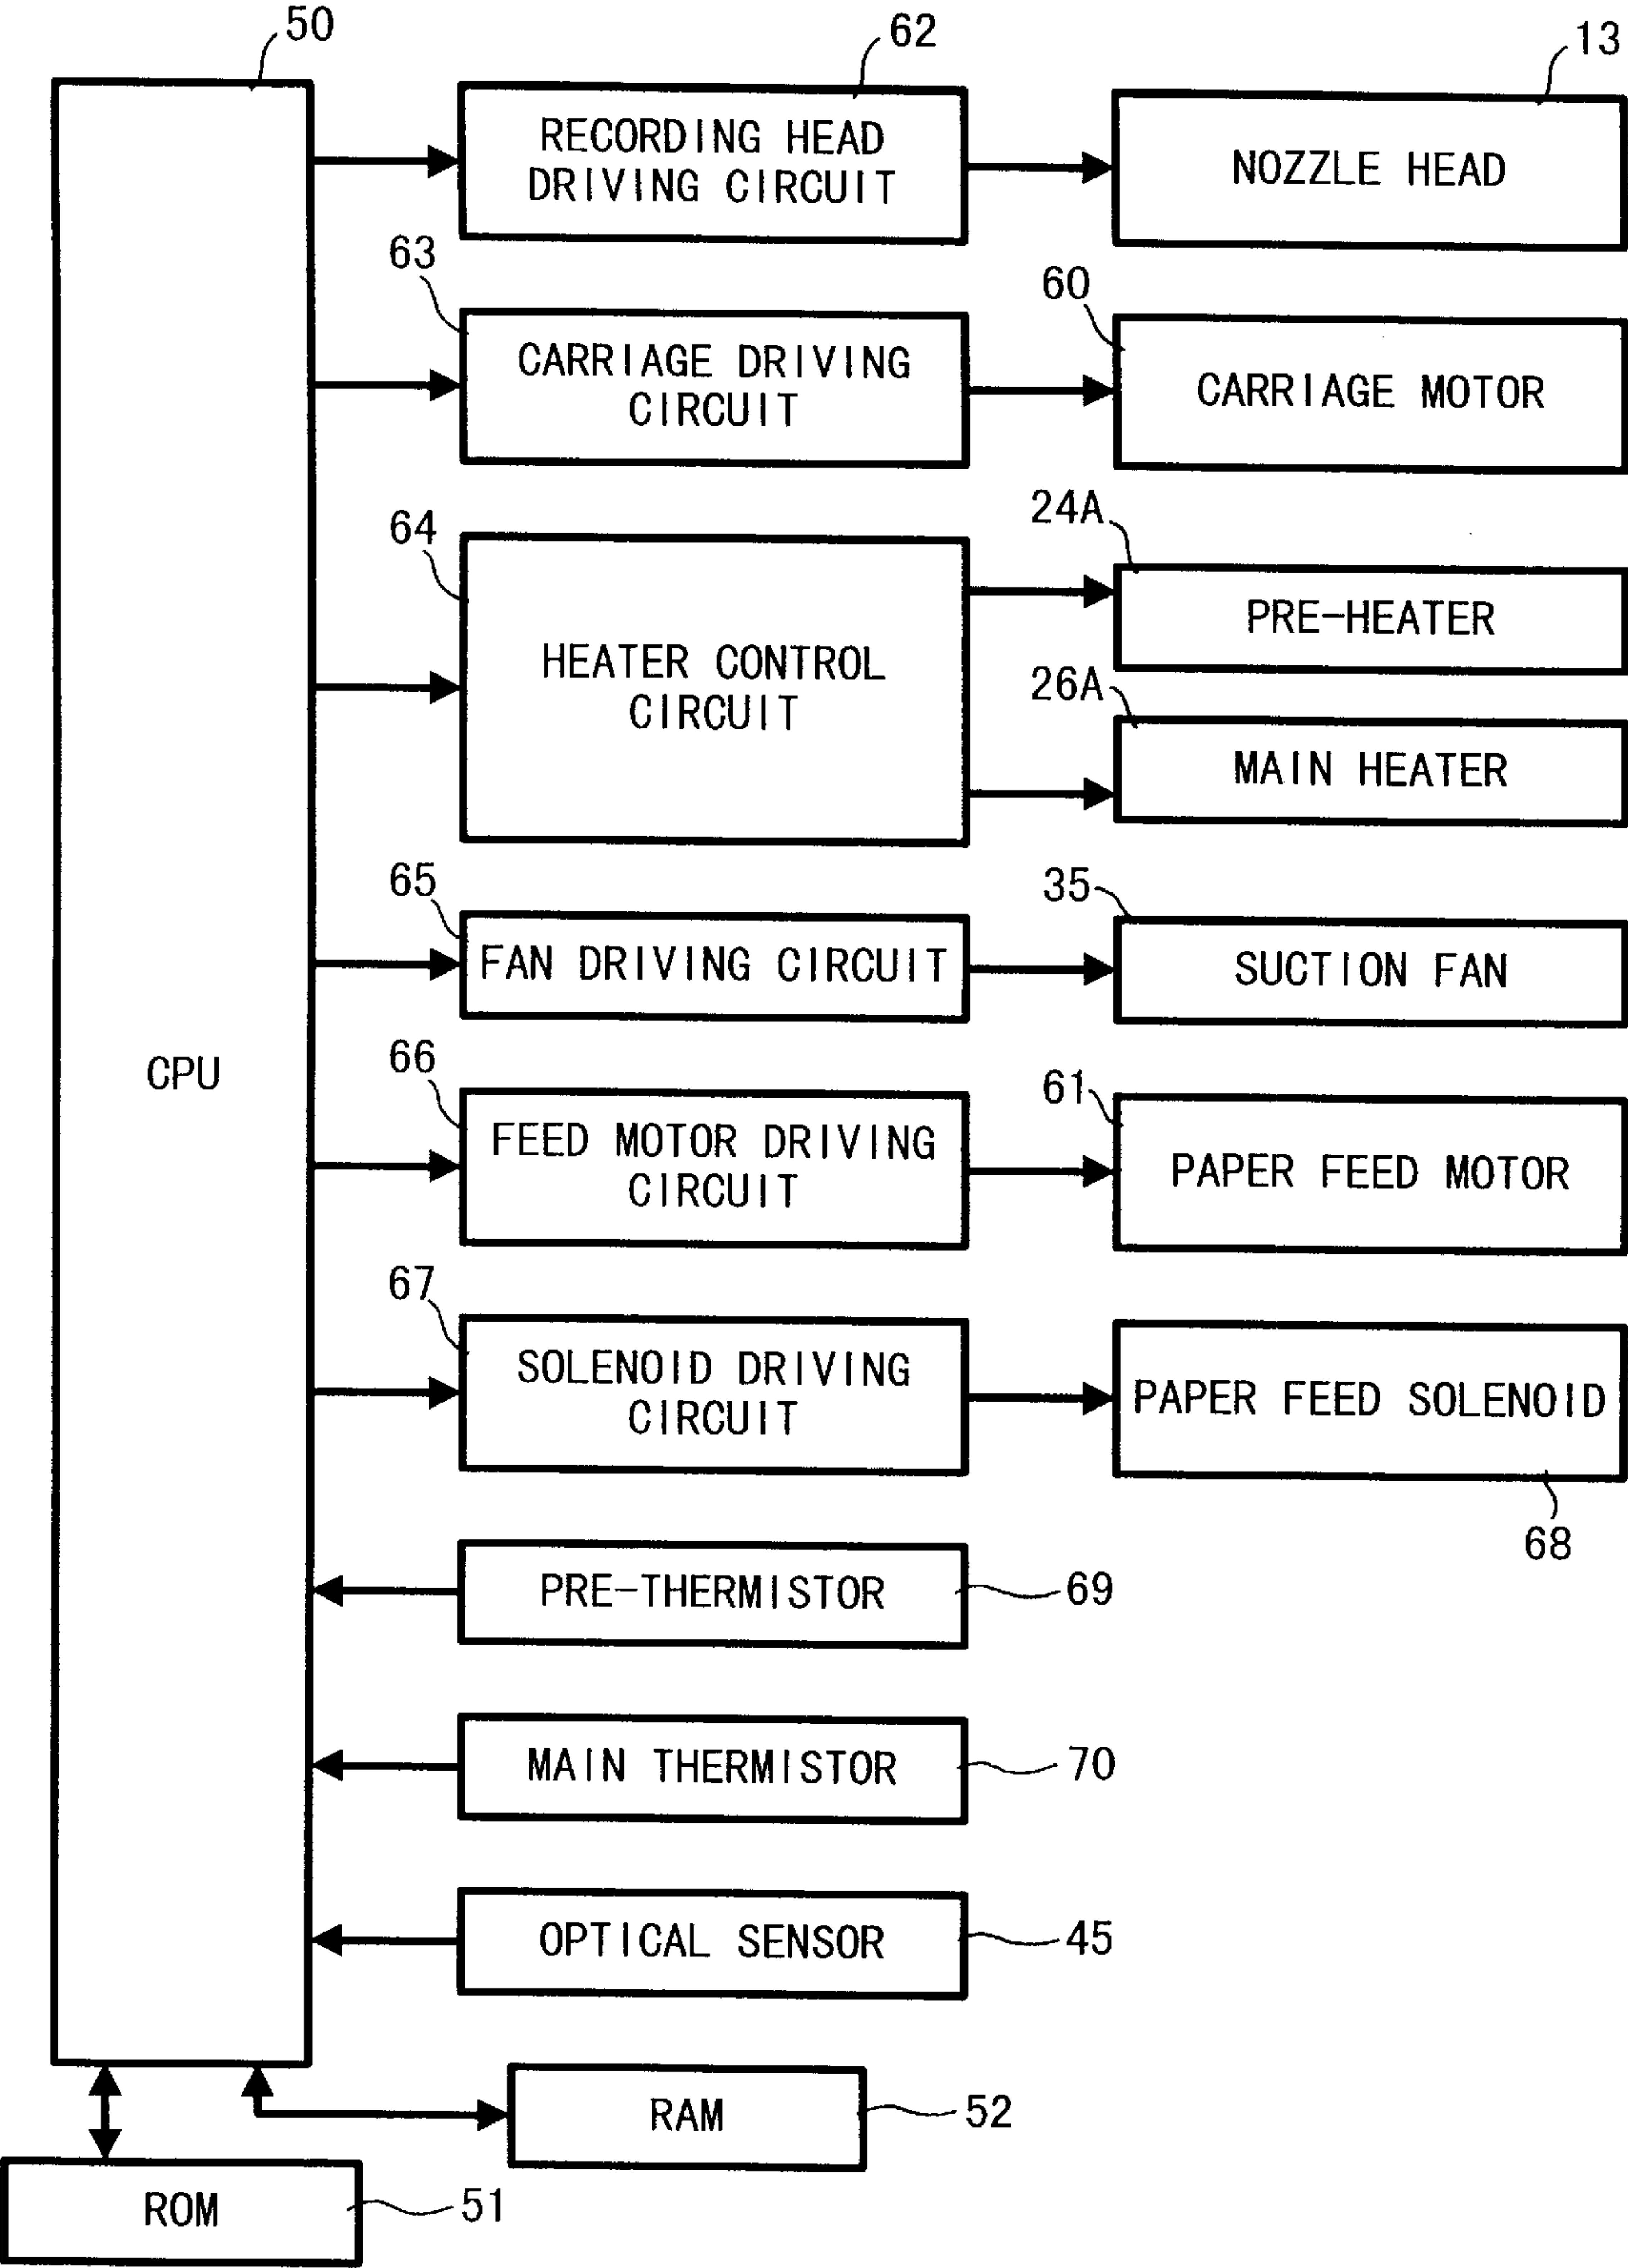 50
62
13
RECORDING HEAD
DRIVING CIRCUIT
NOZZLE HEAD
63
60
CARRIAGE DRIVING
CIRCUIT
CARRIAGE MOTOR
64
24A
PRE-HEATER
HEATER CONTROL
CIRCUIT
26A
MAIN HEATER
65
35
FAN DRIVING CIRCUIT
SUCTION FAN
CPU
66
61
FEED MOTOR DRIVING
CIRCUIT
PAPER FEED MOTOR
67
SOLENOID DRIVING
CIRCUIT
PAPER FEED SOLENOID
68
PRE-THERMISTOR
69
MAIN THERMISTOR
70
OPTICAL SENSOR
45
RAM
52
ROM
51